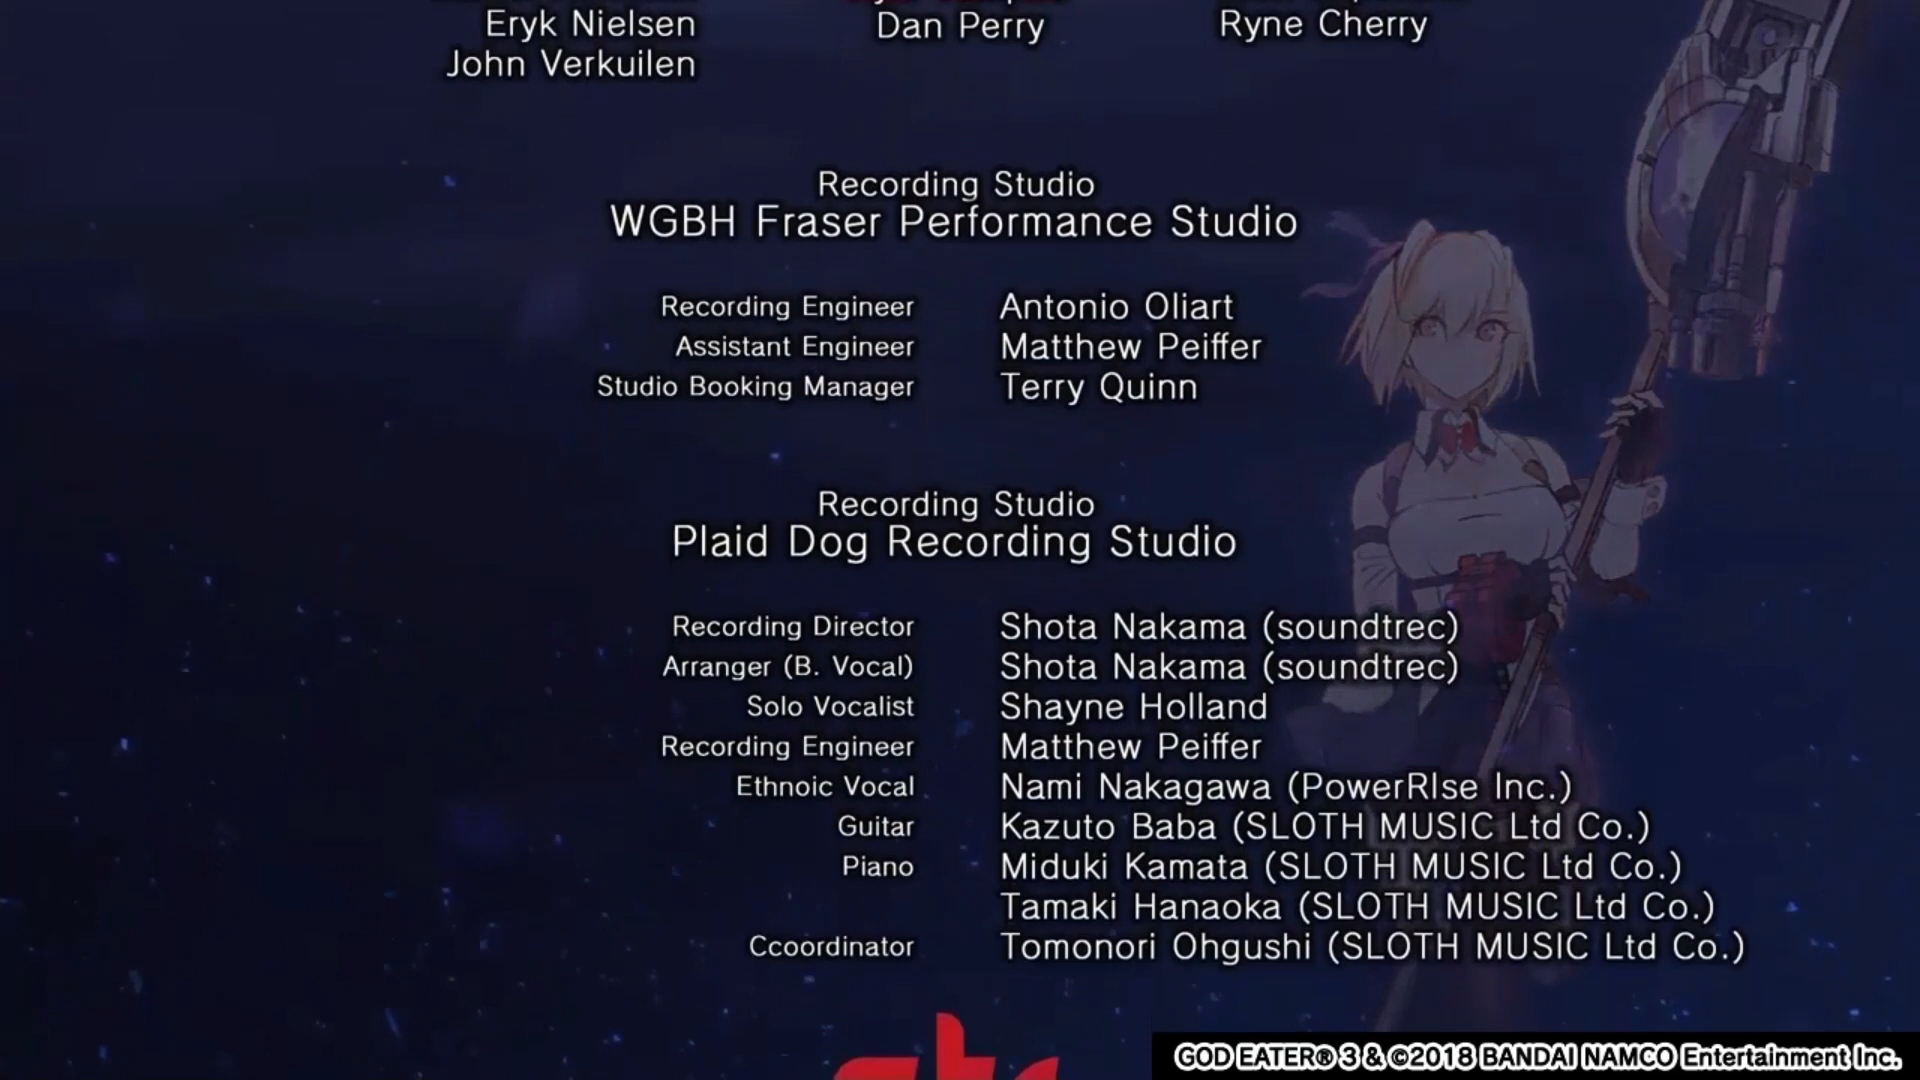 Eryk Nielsen Dan Perry Ryne Cherry
John Verkuilen
Recording Studio
WGBH Fraser Performance Studio
Recording Engineer Antonio Oliart
Assistant Engineer Matthew Peiffer
Studio Booking Manager Terry Quinn
Recording Studio
Plaid Dog Recording Studio
Recording Director Shota Nakama (soundtrec)
Arranger (B. Vocal) Shota Nakama (soundtrec)
Solo Vocalist Shayne Holland
Recording Engineer Matthew Peiffer
Ethnoic Vocal Nami Nakagawa (PowerRIse Inc.)
Guitar Kazuto Baba (SLOTH MUSIC Ltd Co.)
Piano Miduki Kamata (SLOTH MUSIC Ltd Co.)
Tamaki Hanaoka (SLOTH MUSIC Ltd Co.)
Ccoordinator Tomonori Ohgushi (SLOTH MUSIC Ltd Co.)
GOD EATER® 3 & ©2018 BANDAI NAMCO Entertainment Inc.